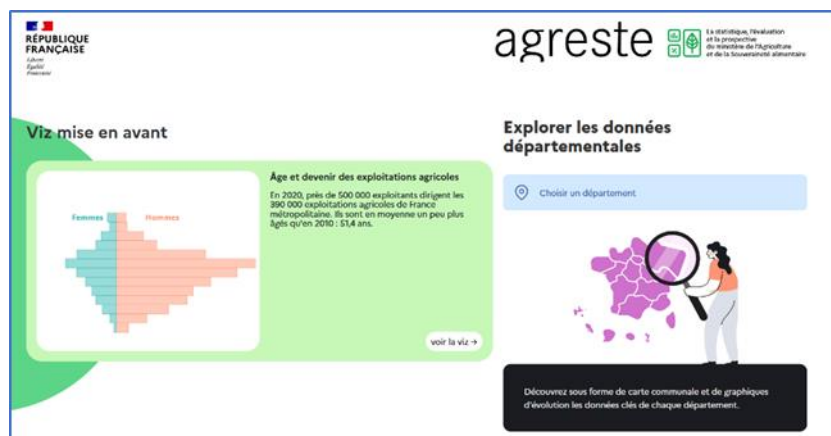 RÉPUBLIQUE
FRANÇAISE
Liberté
Égalité
Fraternité
agreste
La statistique, l'évaluation
et la prospective
du ministère de l'Agriculture
et de la Souveraineté alimentaire
Viz mise en avant
Âge et devenir des exploitations agricoles
En 2020, près de 500 000 exploitants dirigent les
390 000 exploitations agricoles de France
métropolitaine. Ils sont en moyenne un peu plus
âgés qu'en 2010 : 51,4 ans.
Femmes
Hommes
voir la viz →
Explorer les données
départementales
Choisir un département
Découvrez sous forme de carte communale et de graphiques
d'évolution les données clés de chaque département.